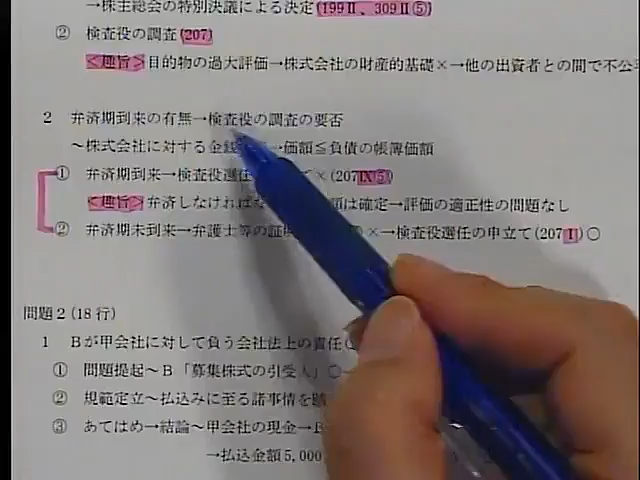 →株主総会の特別決議による決定(199Ⅱ、309Ⅱ⑤)
② 検査役の調査(207)
<趣旨>目的物の過大評価→株式会社の財産的基礎×→他の出資者との間で不公
2 弁済期到来の有無→検査役の調査の要否
～株式会社に対する金銭 →価額≦負債の帳簿価額
① 弁済期到来→検査役選任 ×(207Ⅸ⑤)
<趣旨>弁済しなければな 額は確定→評価の適正性の問題なし
② 弁済期未到来→弁護士等の証 ×→検査役選任の申立て(207Ⅰ)○
問題2(18行)
1 Bが甲会社に対して負う会社法上の責任
① 問題提起～B「募集株式の引受人」○
② 規範定立～払込みに至る諸事情を
③ あてはめ→結論～甲会社の現金→
→払込金額5,000